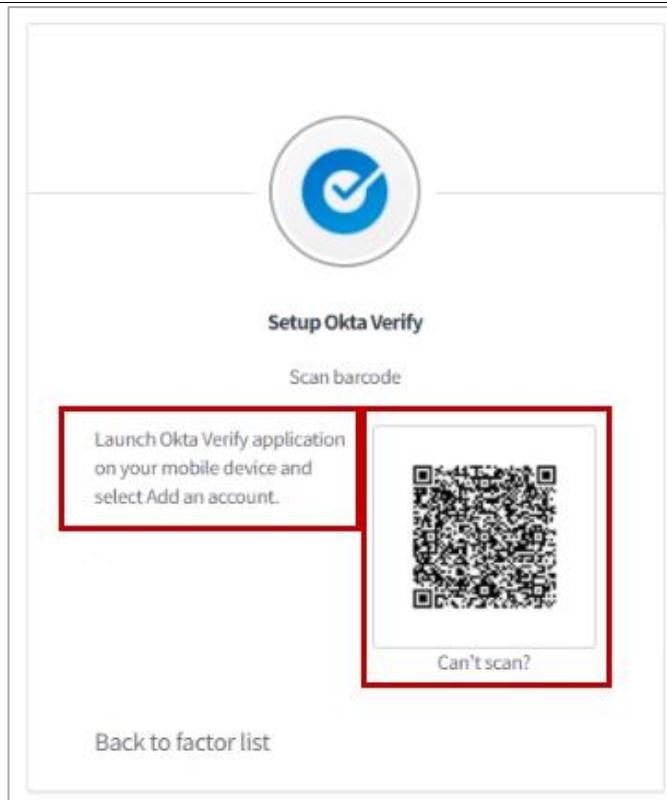 Setup Okta Verify
Scan barcode
Launch Okta Verify application
on your mobile device and
select Add an account.
Can't scan?
Back to factor list